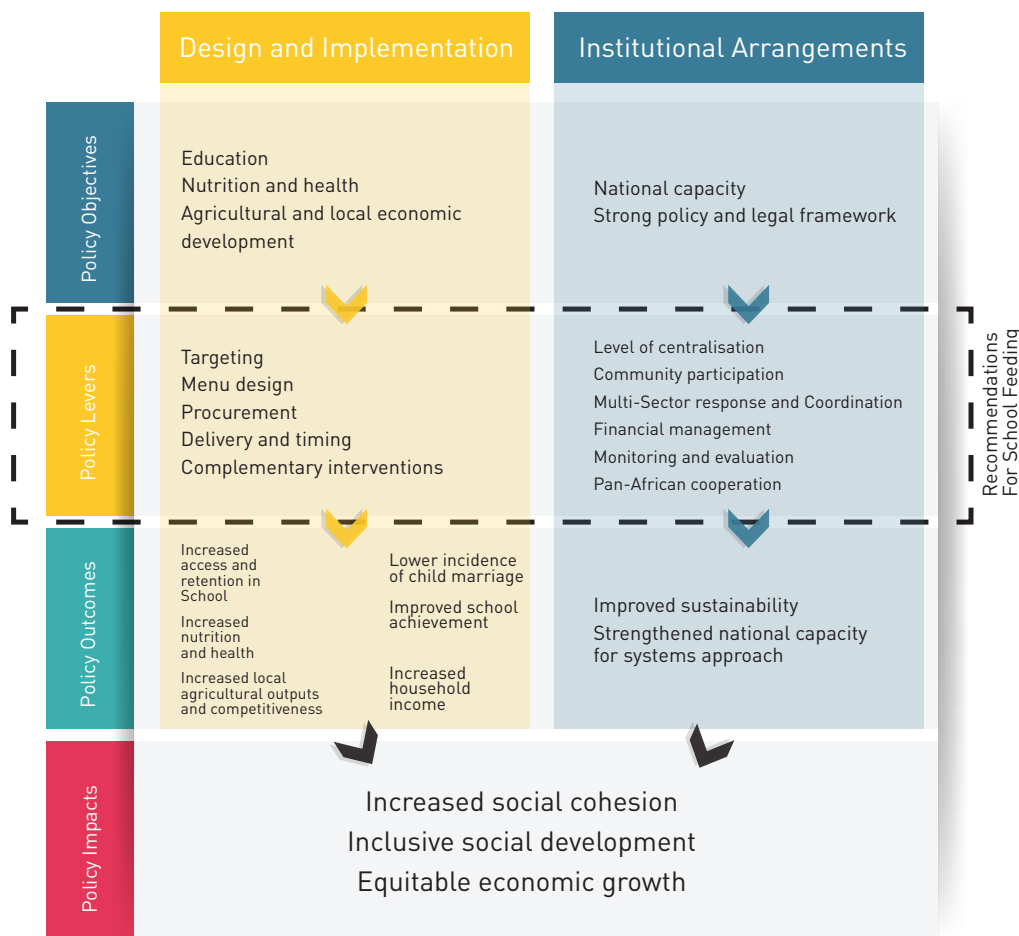 Design and Implementation
Institutional Arrangements
Policy Objectives
Education
Nutrition and health
Agricultural and local economic
development
National capacity
Strong policy and legal framework
Policy Levers
Targeting
Menu design
Procurement
Delivery and timing
Complementary interventions
Level of centralisation
Community participation
Multi-Sector response and Coordination
Financial management
Monitoring and evaluation
Pan-African cooperation
Recommendations
For School Feeding
Policy Outcomes
Increased
access and
retention in
School
Increased
nutrition
and health
Increased local
agricultural outputs
and competitiveness
Lower incidence
of child marriage
Improved school
achievement
Increased
household
income
Improved sustainability
Strengthened national capacity
for systems approach
Policy Impacts
Increased social cohesion
Inclusive social development
Equitable economic growth